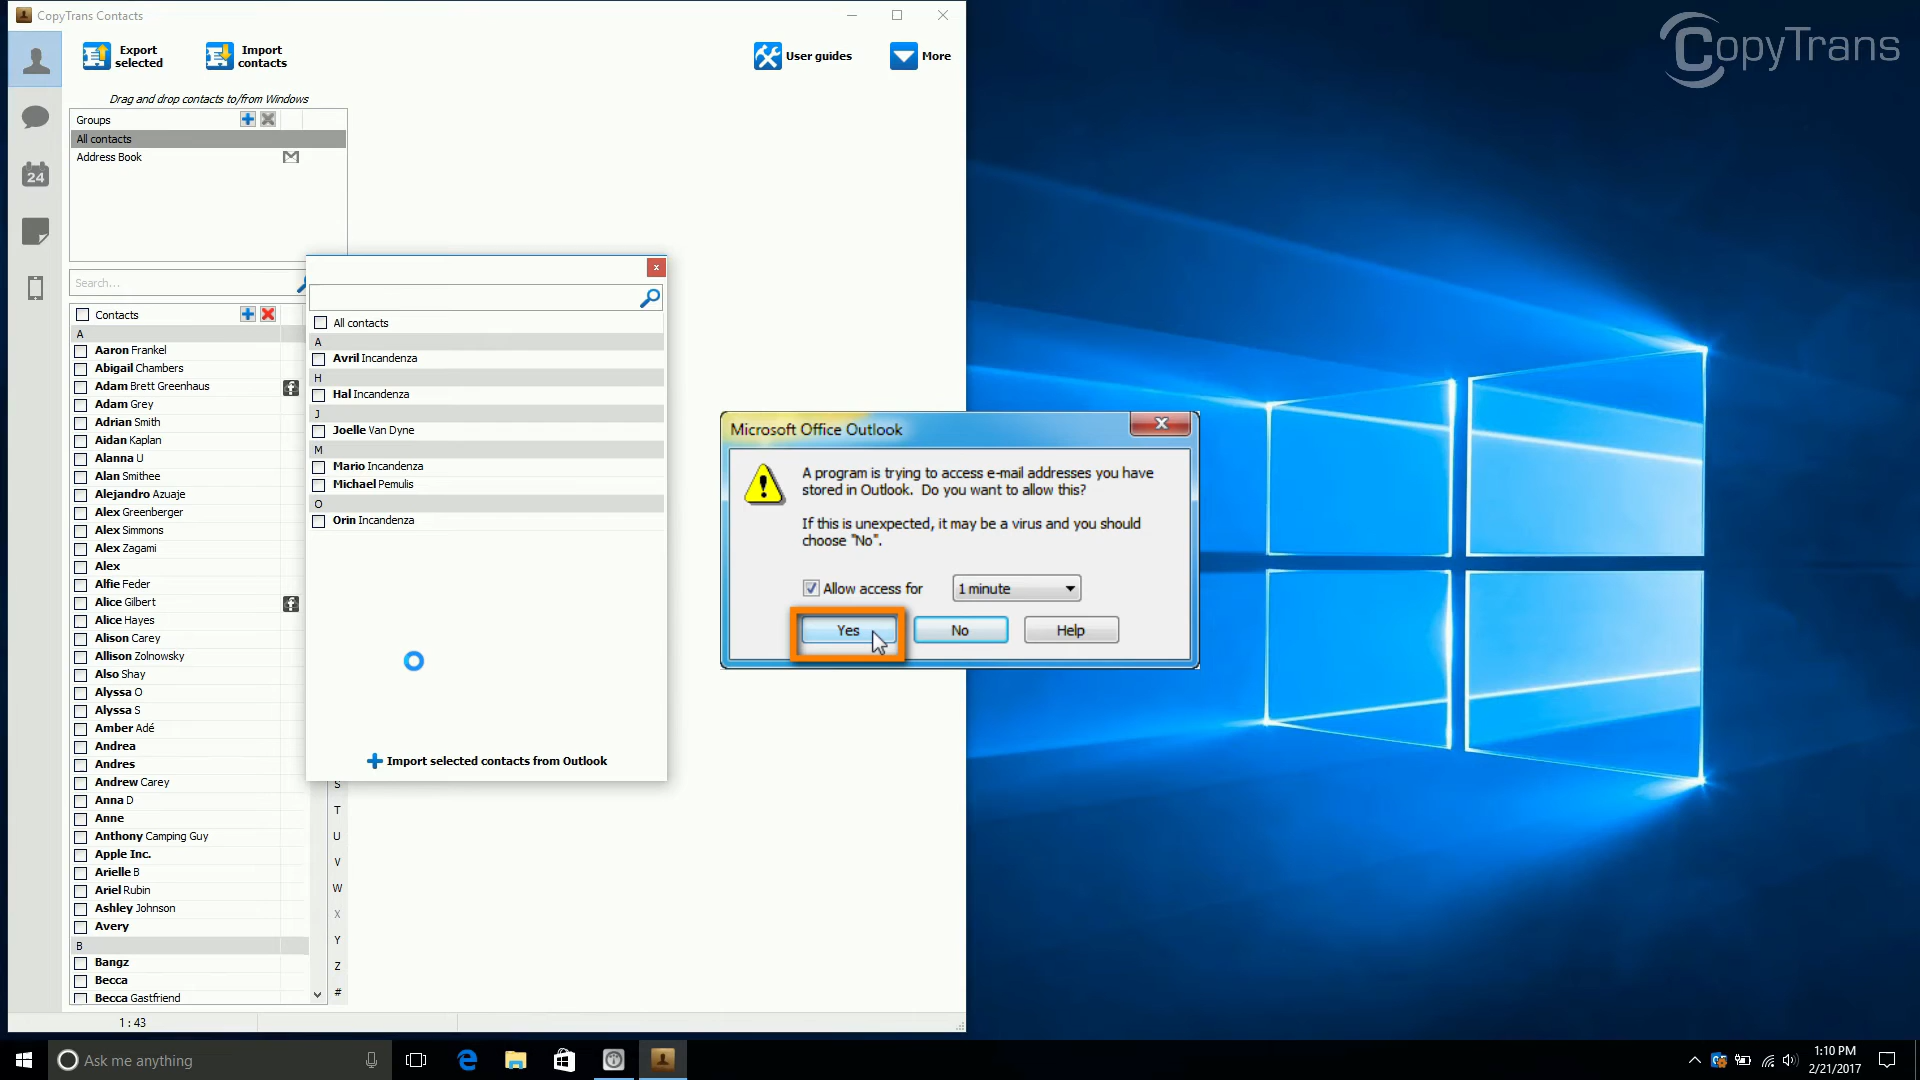 CopyTrans Contacts
CopyTrans
Export selected
Import contacts
User guides
More
Drag and drop contacts to/from Windows
Groups
All contacts
Address Book
24
Search...
Contacts
A
Aaron Frankel
Abigail Chambers
Adam Brett Greenhaus
Adam Grey
Adrian Smith
Aidan Kaplan
Alanna U
Alan Smithee
Alejandro Azuaje
Alex Greenberger
Alex Simmons
Alex Zagami
Alex
Alfie Feder
Alice Gilbert
Alice Hayes
Alison Carey
Allison Zolnowsky
Also Shay
Alyssa O
Alyssa S
Amber Adé
Andrea
Andres
Andrew Carey
Anna D
Anne
Anthony Camping Guy
Apple Inc.
Arielle B
Ariel Rubin
Ashley Johnson
Avery
B
Bangz
Becca
Becca Gastfriend
S
T
U
V
W
X
Y
Z
#
1 : 43
All contacts
A
Avril Incandenza
H
Hal Incandenza
J
Joelle Van Dyne
M
Mario Incandenza
Michael Pemulis
O
Orin Incandenza
Import selected contacts from Outlook
Microsoft Office Outlook
A program is trying to access e-mail addresses you have
stored in Outlook. Do you want to allow this?
If this is unexpected, it may be a virus and you should
choose "No".
Allow access for
1 minute
Yes
No
Help
Ask me anything
1:10 PM
2/21/2017